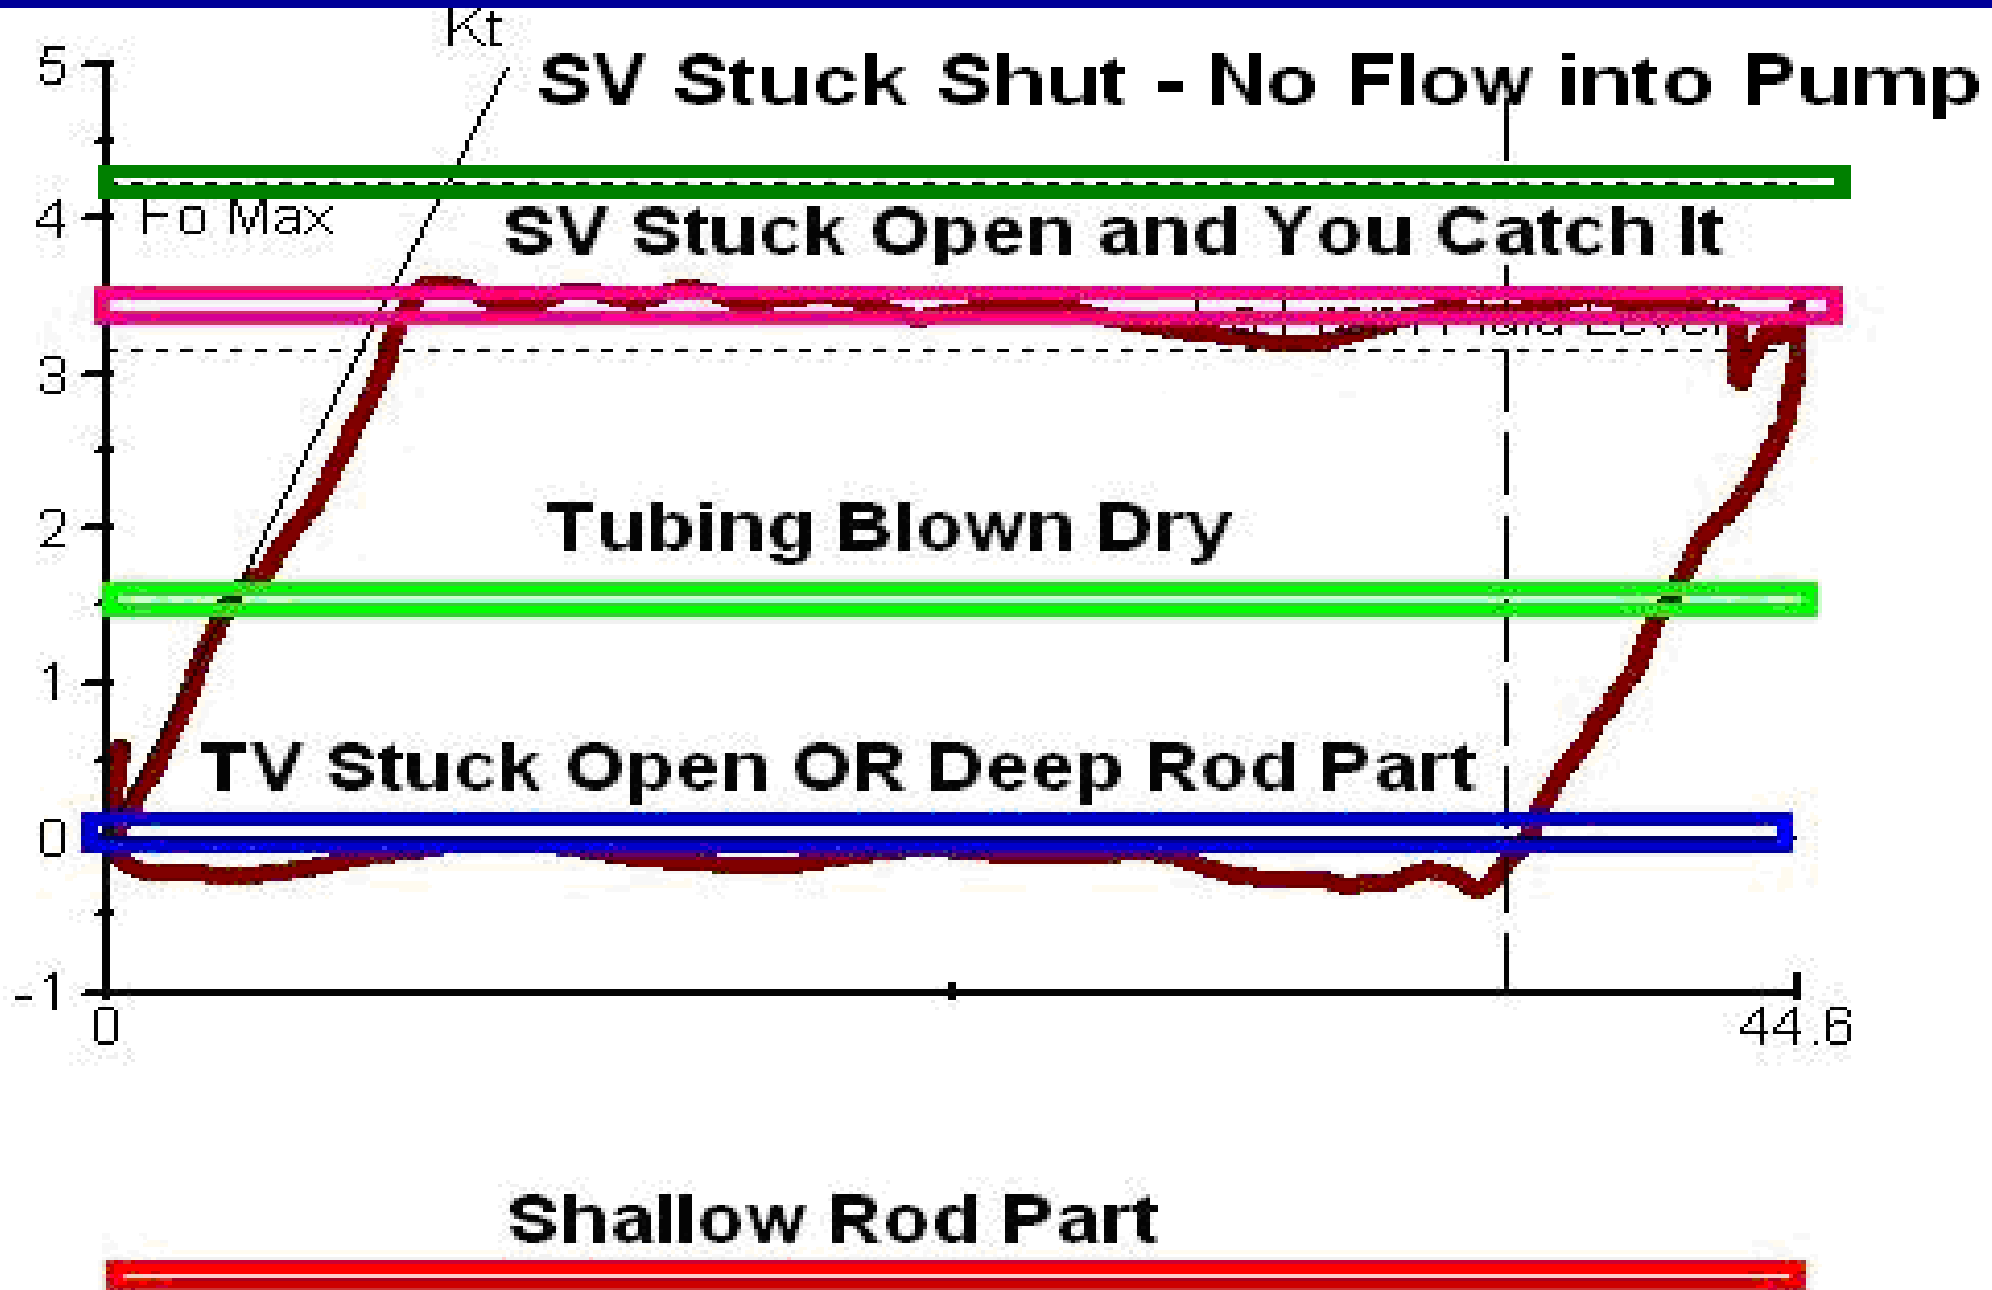 Kt
5
SV Stuck Shut - No Flow into Pump
4
Fo Max
SV Stuck Open and You Catch It
Fluid Level
3
2
Tubing Blown Dry
1
TV Stuck Open OR Deep Rod Part
0
-1
0
44.6
Shallow Rod Part